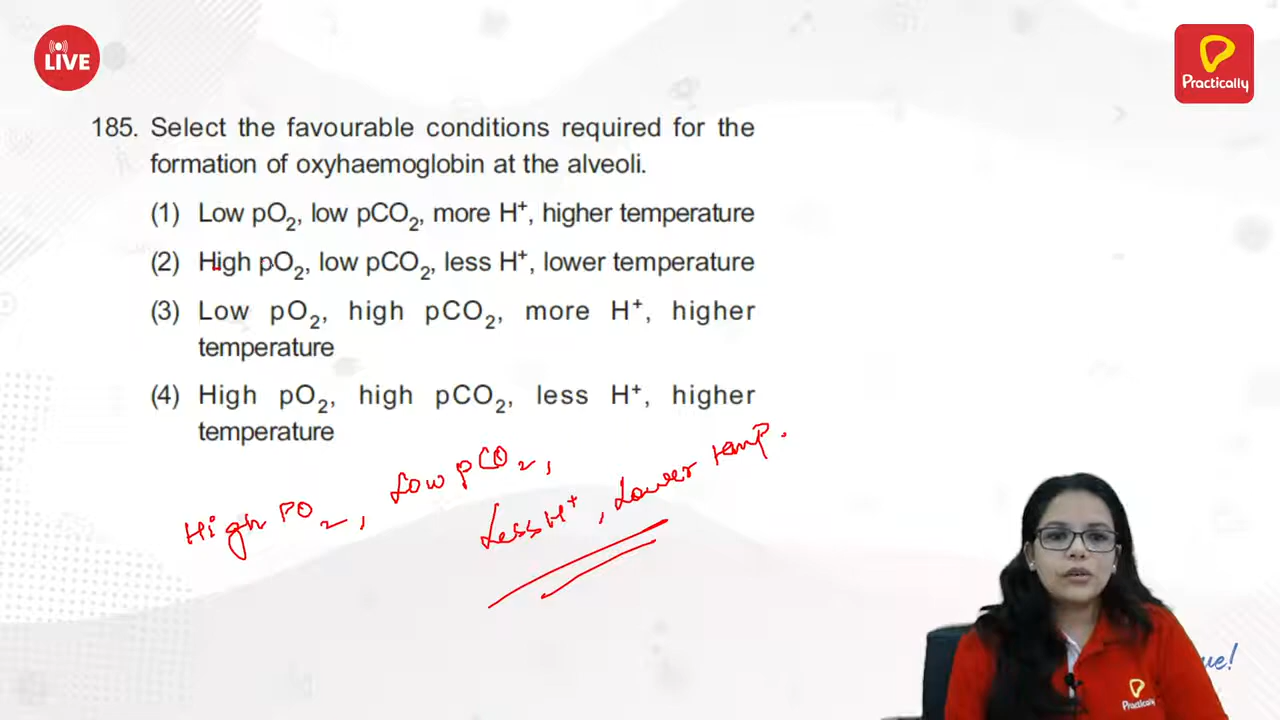 LIVE
Practically
185. Select the favourable conditions required for the
formation of oxyhaemoglobin at the alveoli.
(1) Low pO₂, low pCO₂, more H⁺, higher temperature
(2) High pO₂, low pCO₂, less H⁺, lower temperature
(3) Low pO₂, high pCO₂, more H⁺, higher
temperature
(4) High pO₂, high pCO₂, less H⁺, higher
temperature
High PO₂, Low pCO₂,
Less H⁺, Lower temp.
Practically